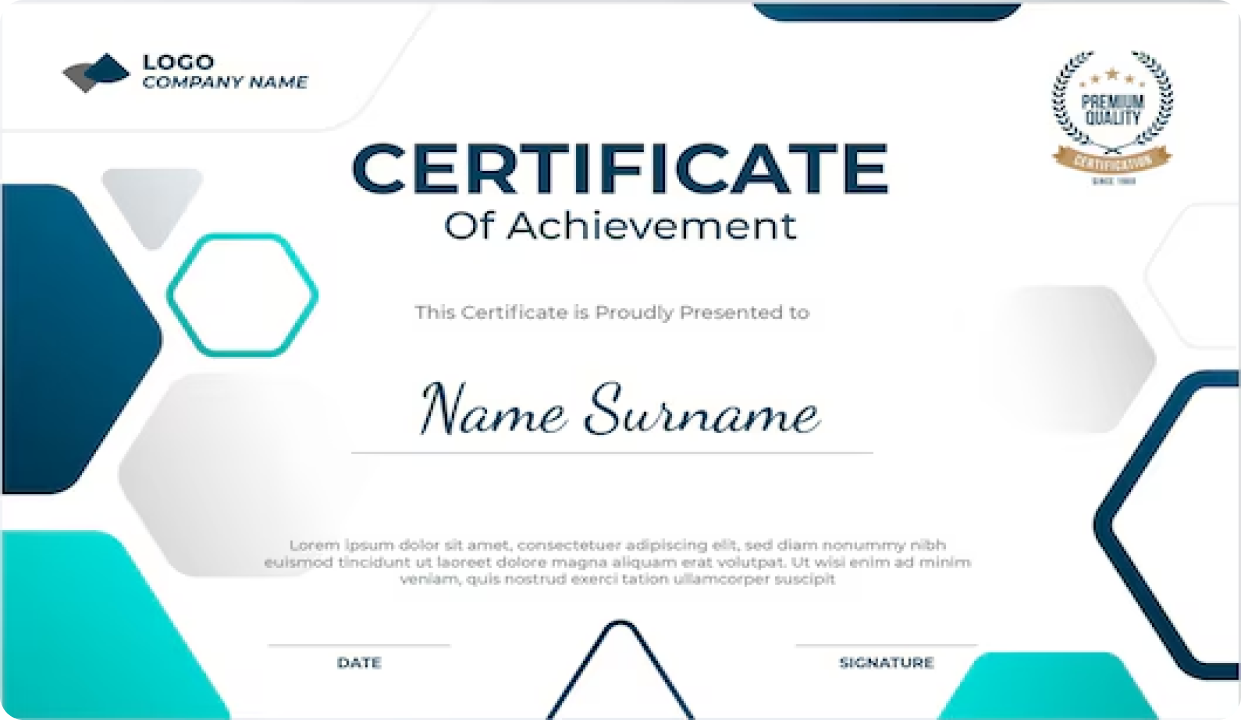 LOGO
COMPANY NAME
PREMIUM
QUALITY
CERTIFICATION
CERTIFICATE
Of Achievement
This Certificate is Proudly Presented to
Name Surname
Lorem ipsum dolor sit amet, consectetuer adipiscing elit, sed diam nonummy nibh
euismod tincidunt ut laoreet dolore magna aliquam erat volutpat. Ut wisi enim ad minim
veniam, quis nostrud exerci tation ullamcorper suscipit
DATE
SIGNATURE